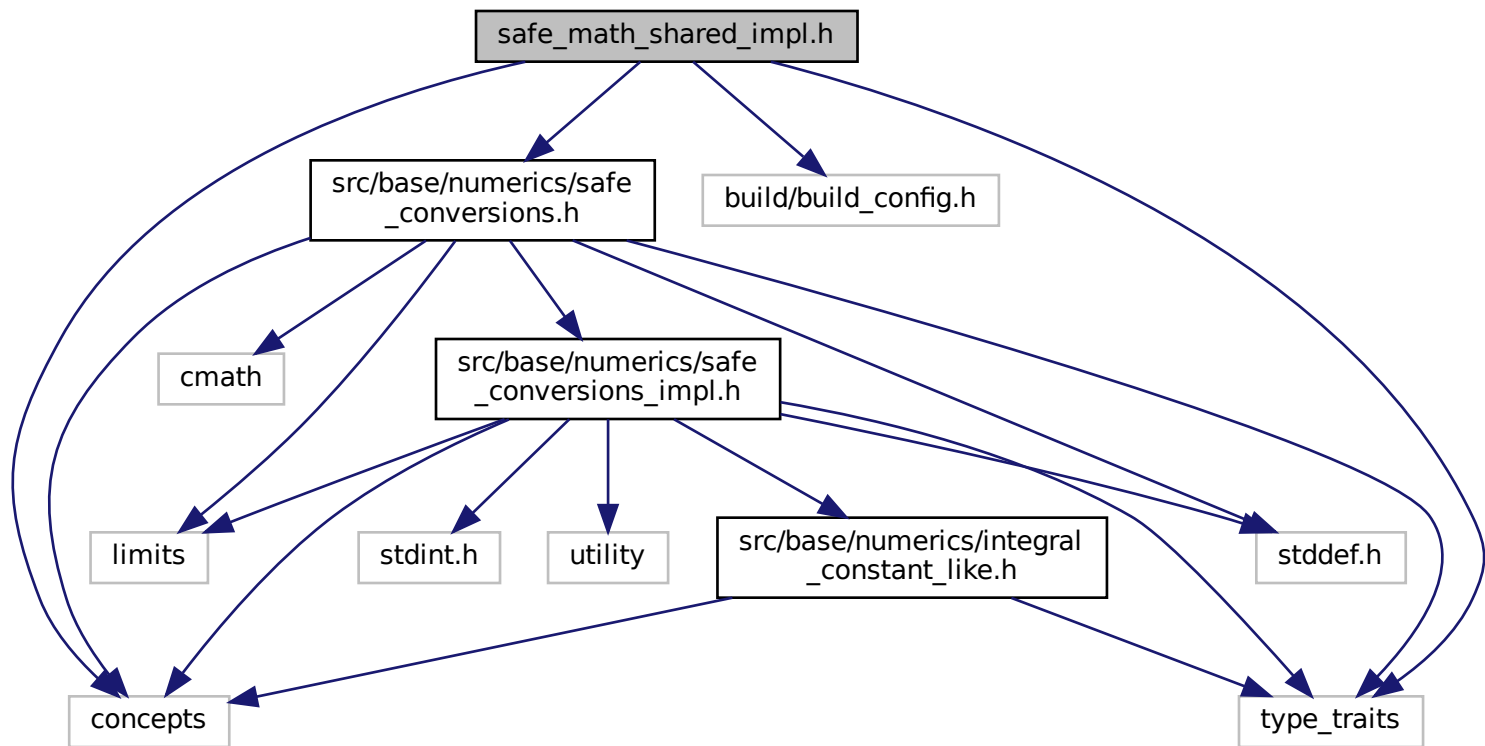 safe_math_shared_impl.h
src/base/numerics/safe
_conversions.h
build/build_config.h
cmath
src/base/numerics/safe
_conversions_impl.h
limits
stdint.h
utility
src/base/numerics/integral
_constant_like.h
stddef.h
concepts
type_traits